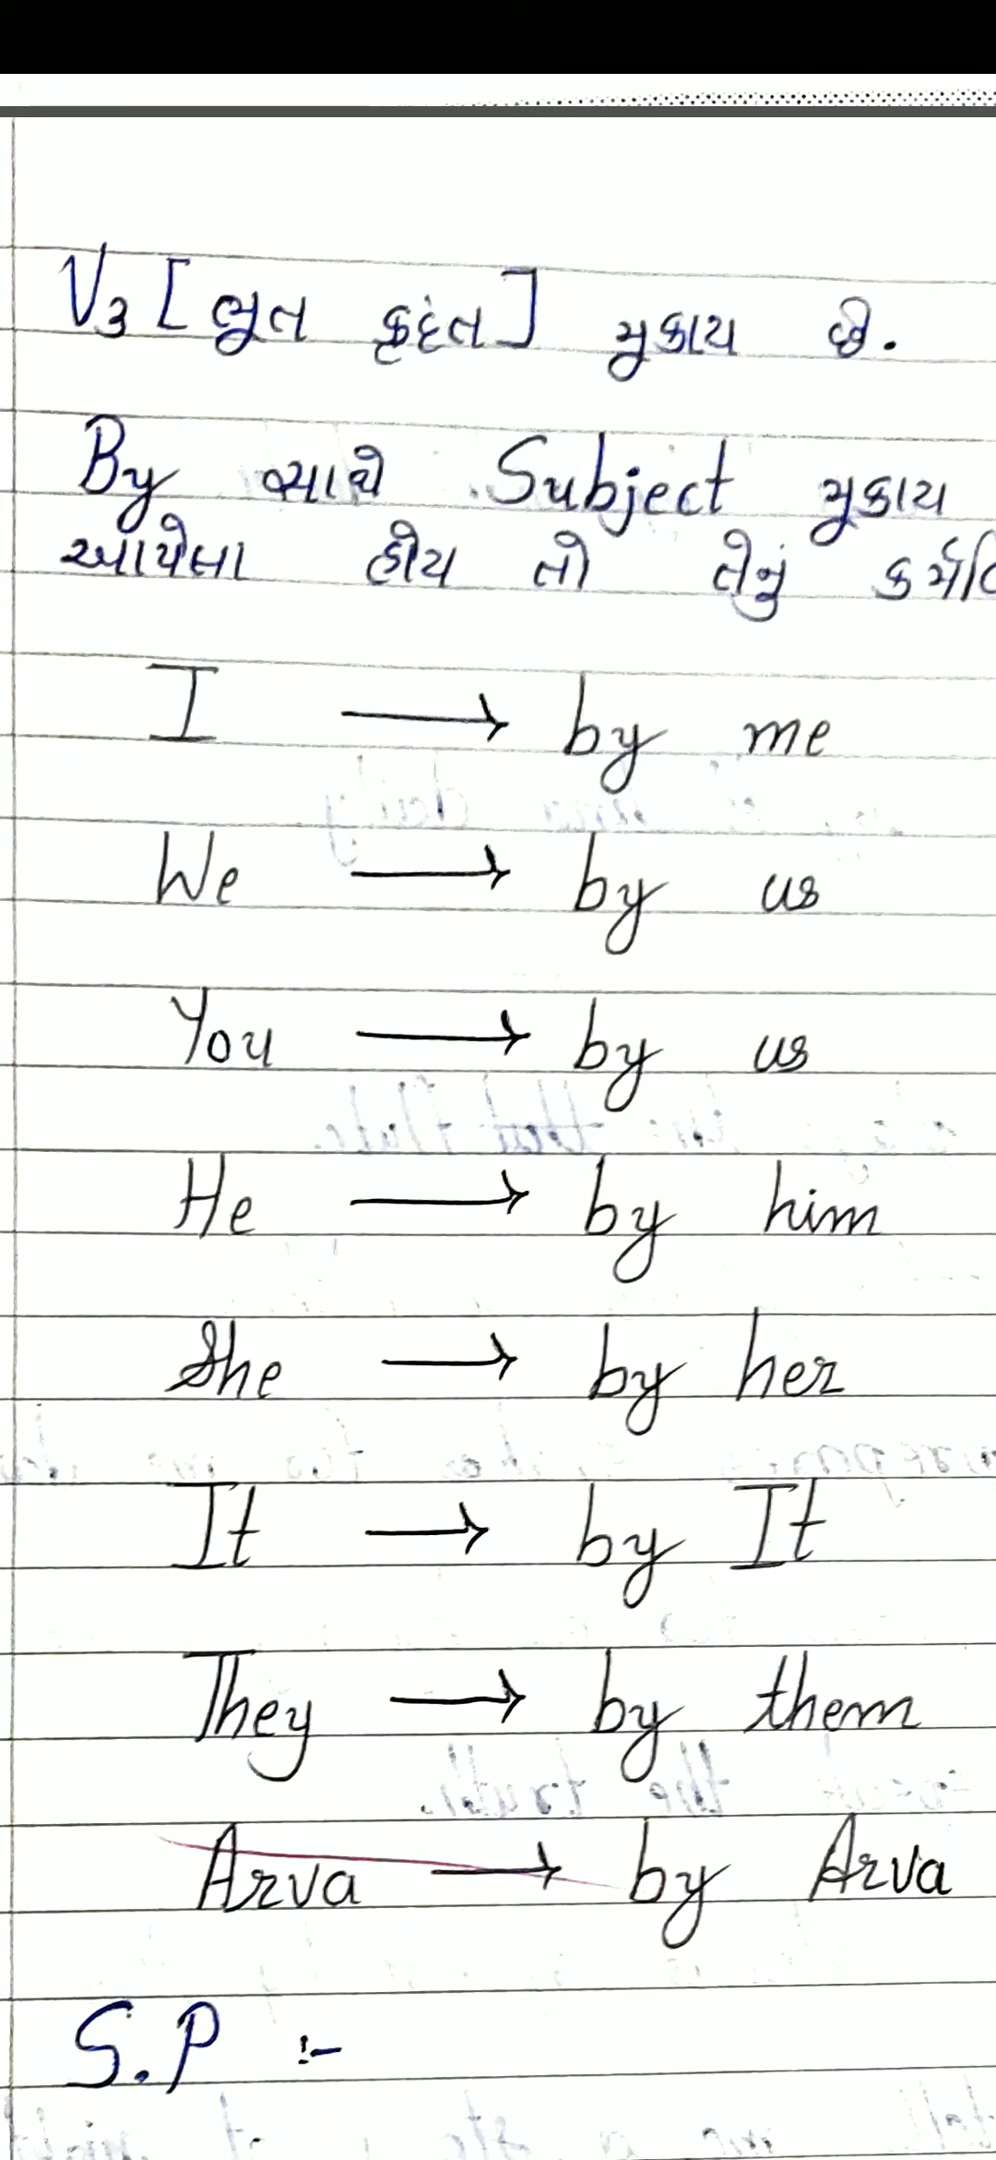 V3 [ભુત કૃદંત] મુકાય છે.
By સાથે Subject મુકાય
આપેલા હોય તો તેનું
I → by me
We → by us
You → by us
He → by him
She → by her
It → by It
They → by them
Arva → by Arva
S.P :-